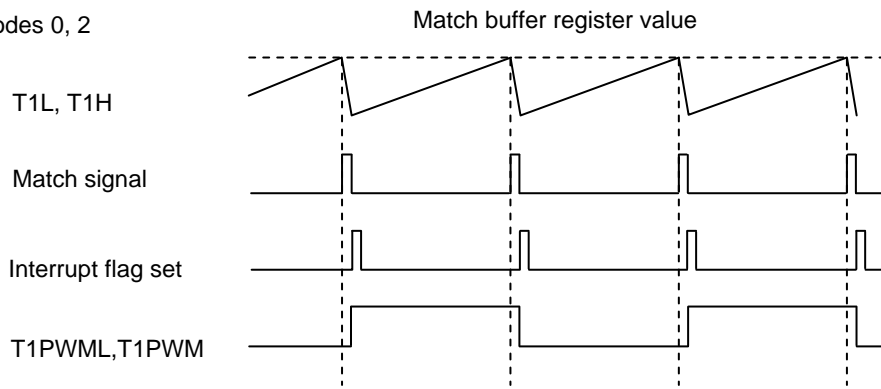 odes 0, 2
Match buffer register value
T1L, T1H
Match signal
Interrupt flag set
T1PWML,T1PWM